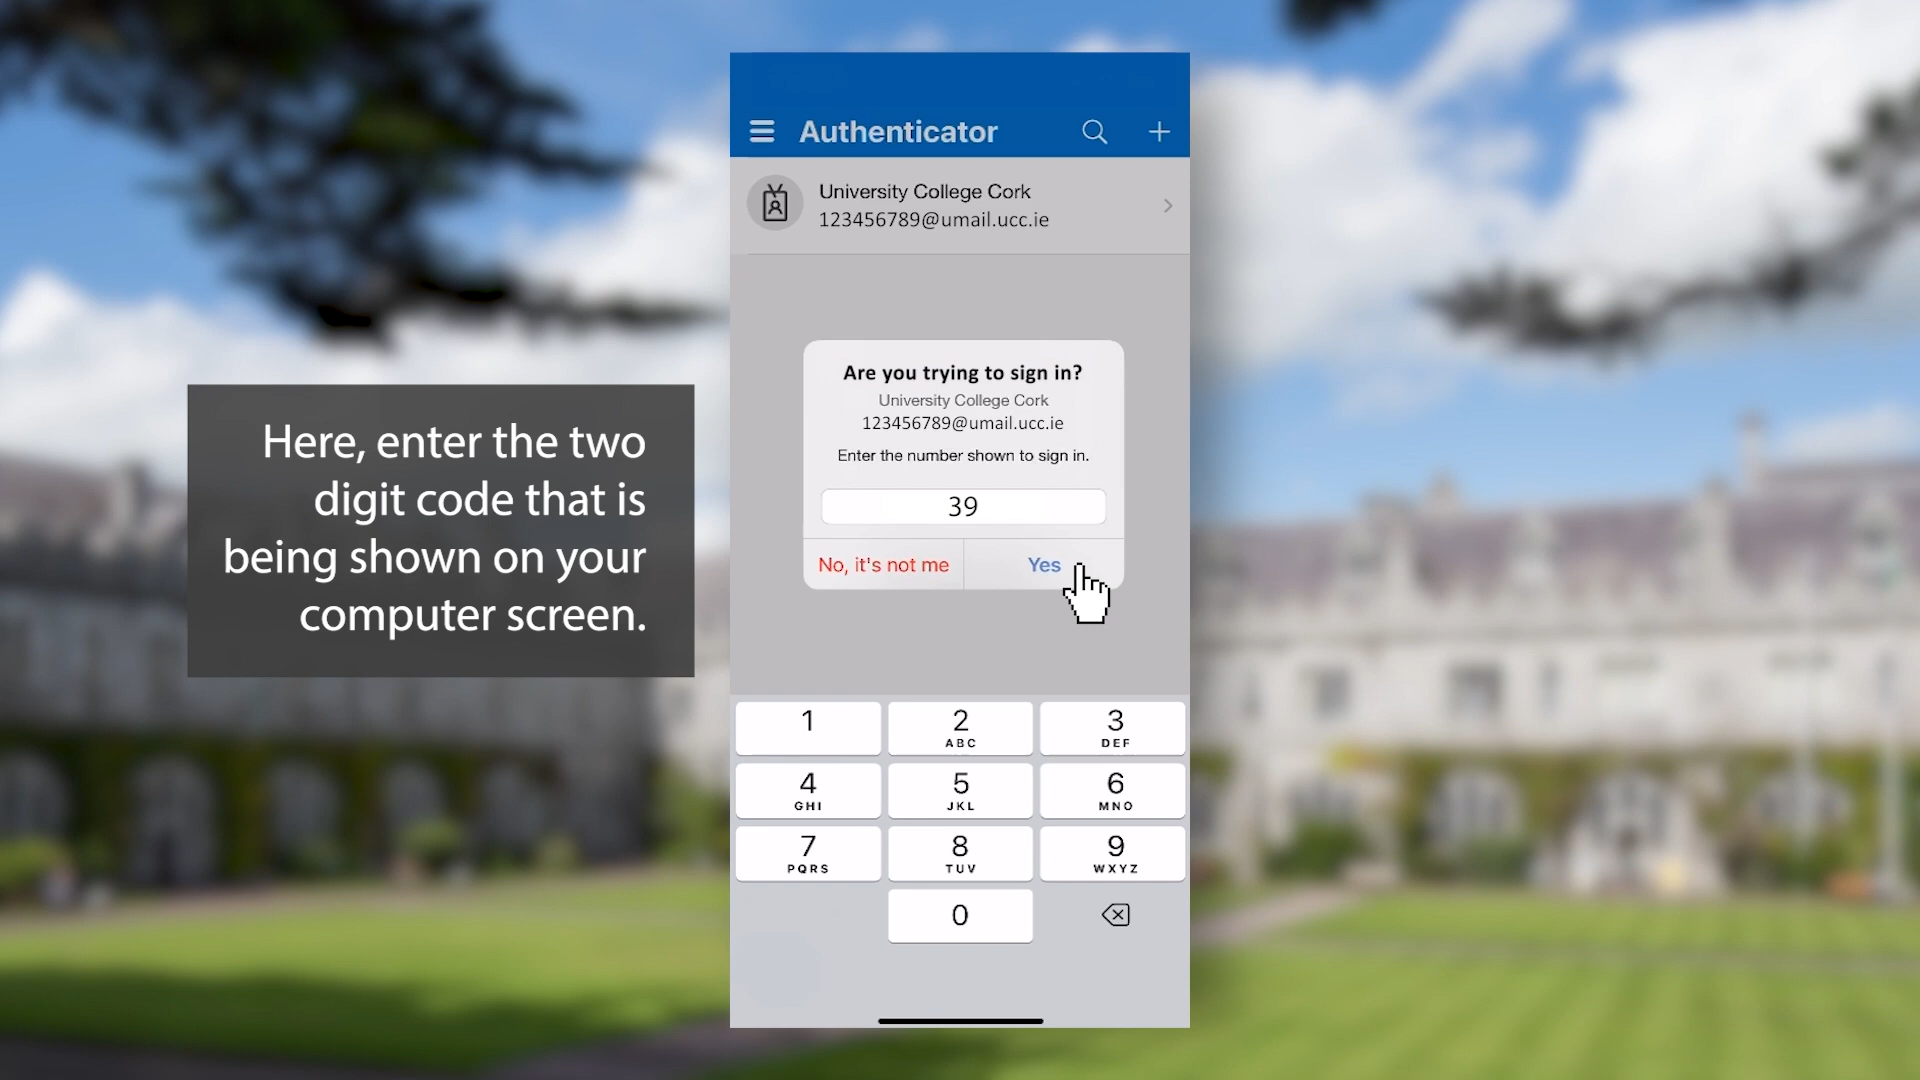 Authenticator
University College Cork
123456789@umail.ucc.ie
Here, enter the two
digit code that is
being shown on your
computer screen.
Are you trying to sign in?
University College Cork
123456789@umail.ucc.ie
Enter the number shown to sign in.
39
No, it's not me
Yes
1
2
ABC
3
DEF
4
GHI
5
JKL
6
MNO
7
PQRS
8
TUV
9
WXYZ
0